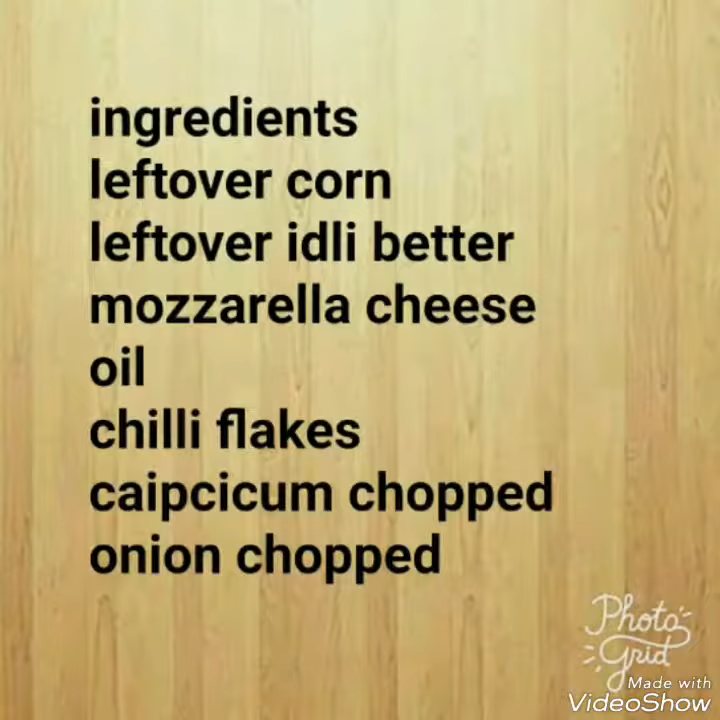 ingredients
leftover corn
leftover idli better
mozzarella cheese
oil
chilli flakes
caipcicum chopped
onion chopped
Photo
Grid
Made with
VideoShow